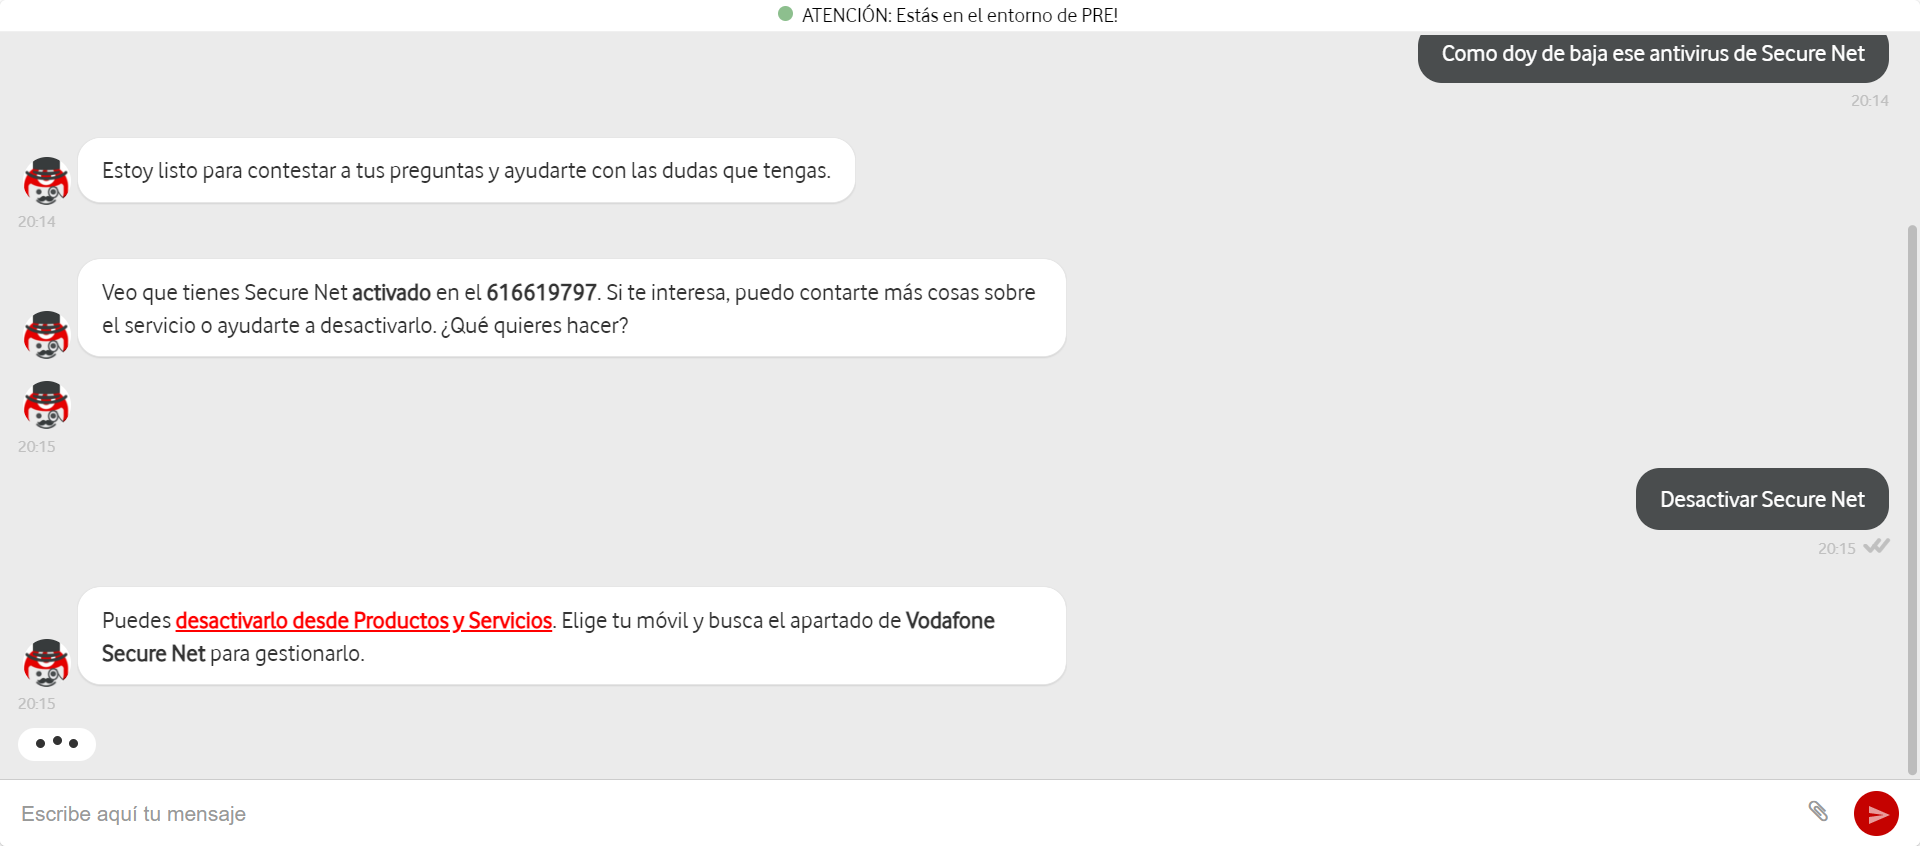 ATENCIÓN: Estás en el entorno de PRE!
Como doy de baja ese antivirus de Secure Net
20:14
Estoy listo para contestar a tus preguntas y ayudarte con las dudas que tengas.
20:14
Veo que tienes Secure Net activado en el 616619797. Si te interesa, puedo contarte más cosas sobre
el servicio o ayudarte a desactivarlo. ¿Qué quieres hacer?
20:15
Desactivar Secure Net
20:15
Puedes desactivarlo desde Productos y Servicios. Elige tu móvil y busca el apartado de Vodafone
Secure Net para gestionarlo.
20:15
Escribe aquí tu mensaje